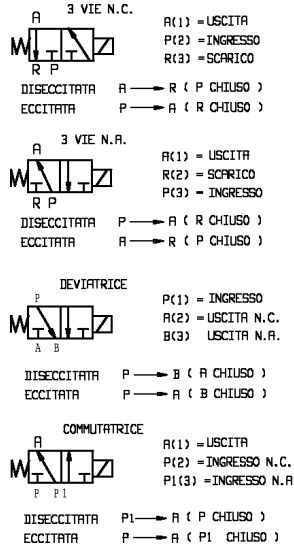 3 VIE N.C.
A
R P
A(1) = USCITA
P(2) = INGRESSO
R(3) = SCARICO
DISECCITATA A R ( P CHIUSO )
ECCITATA P A ( R CHIUSO )
3 VIE N.A.
A
R P
A(1) = USCITA
R(2) = SCARICO
P(3) = INGRESSO
DISECCITATA P A ( R CHIUSO )
ECCITATA A R ( P CHIUSO )
DEVIATRICE
P
A B
P(1) = INGRESSO
A(2) = USCITA N.C.
B(3) USCITA N.A.
DISECCITATA P B ( A CHIUSO )
ECCITATA P A ( B CHIUSO )
COMMUTATRICE
A
P P1
A(1) = USCITA
P(2) =INGRESSO N.C.
P1(3) =INGRESSO N.A
DISECCITATA P1 A ( P CHIUSO )
ECCITATA P A ( P1 CHIUSO )